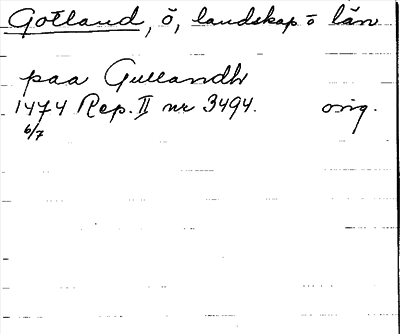 Gotland, ö, landskap o län
paa Gullandh
1474 Rep. II nr 3494. orig.
6/7